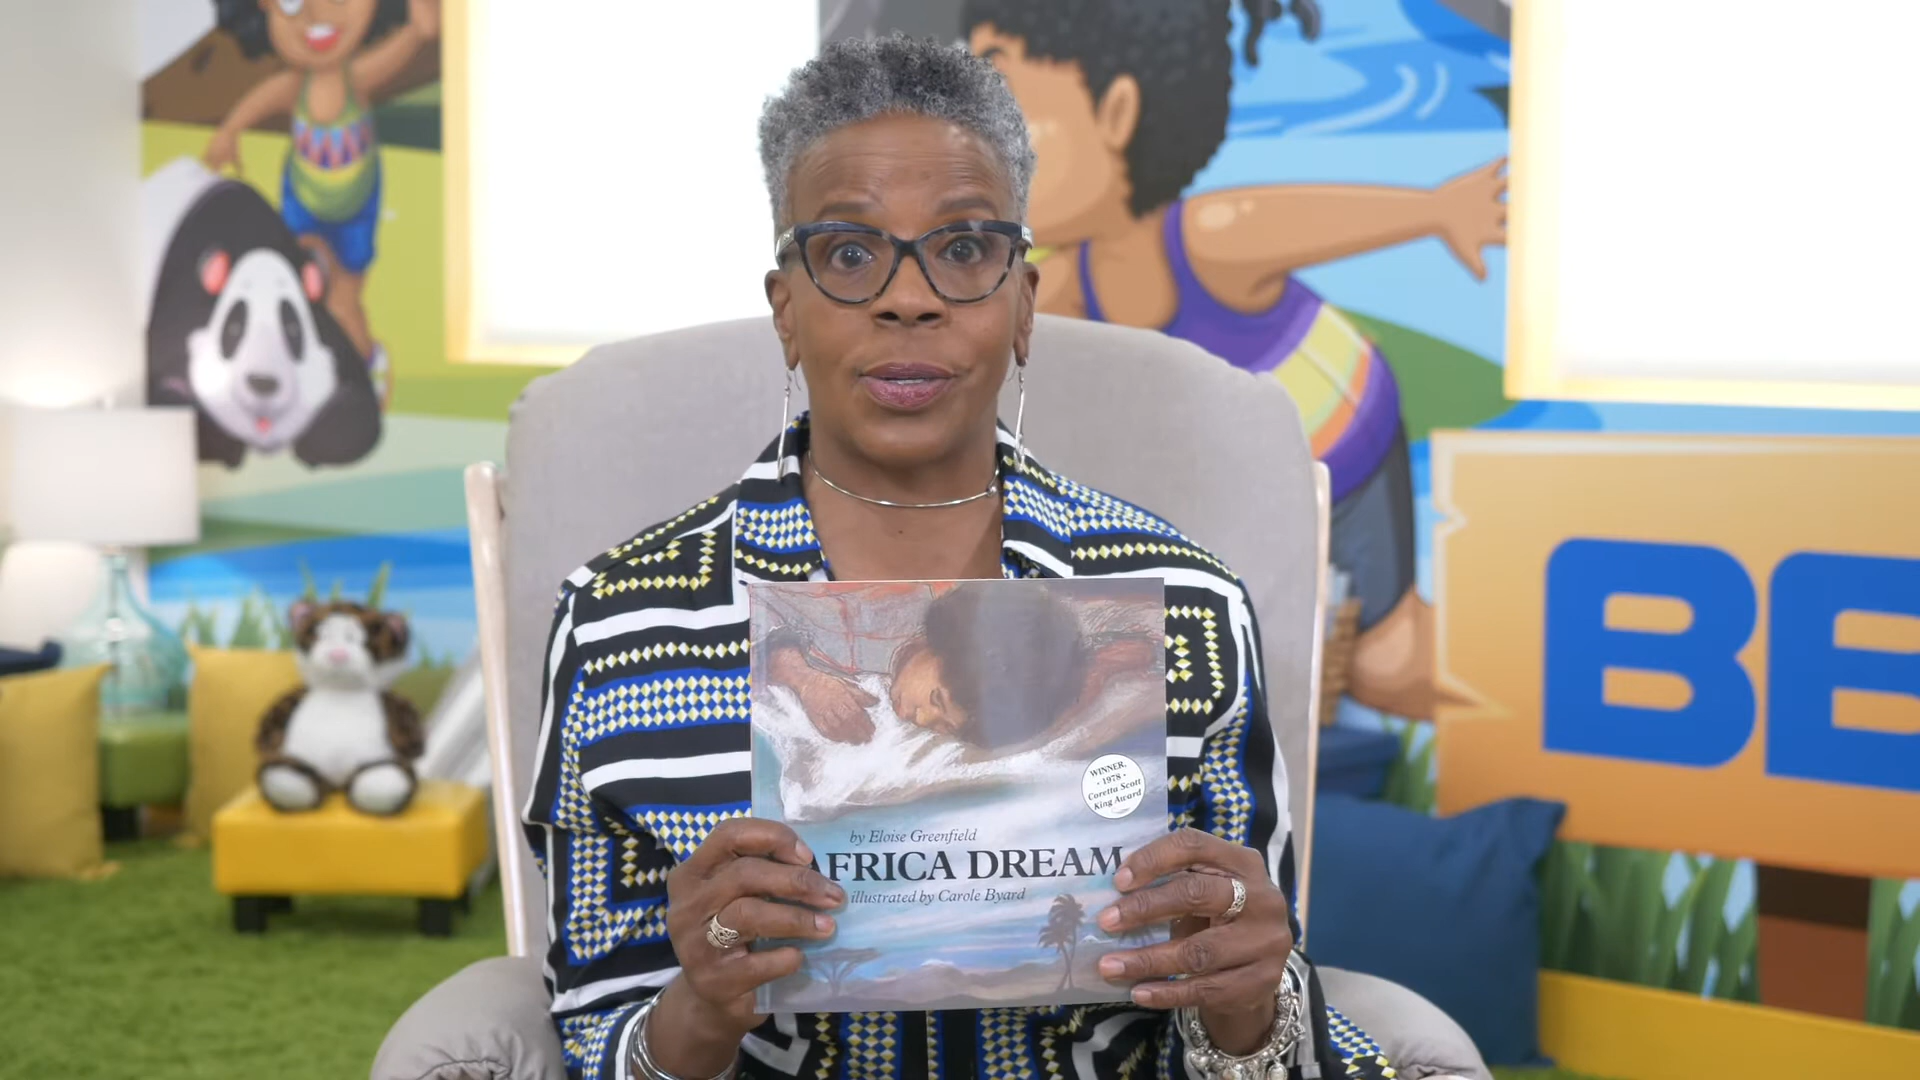 WINNER,
• 1978 •
Coretta Scott
King Award
by Eloise Greenfield
AFRICA DREAM
illustrated by Carole Byard
BE